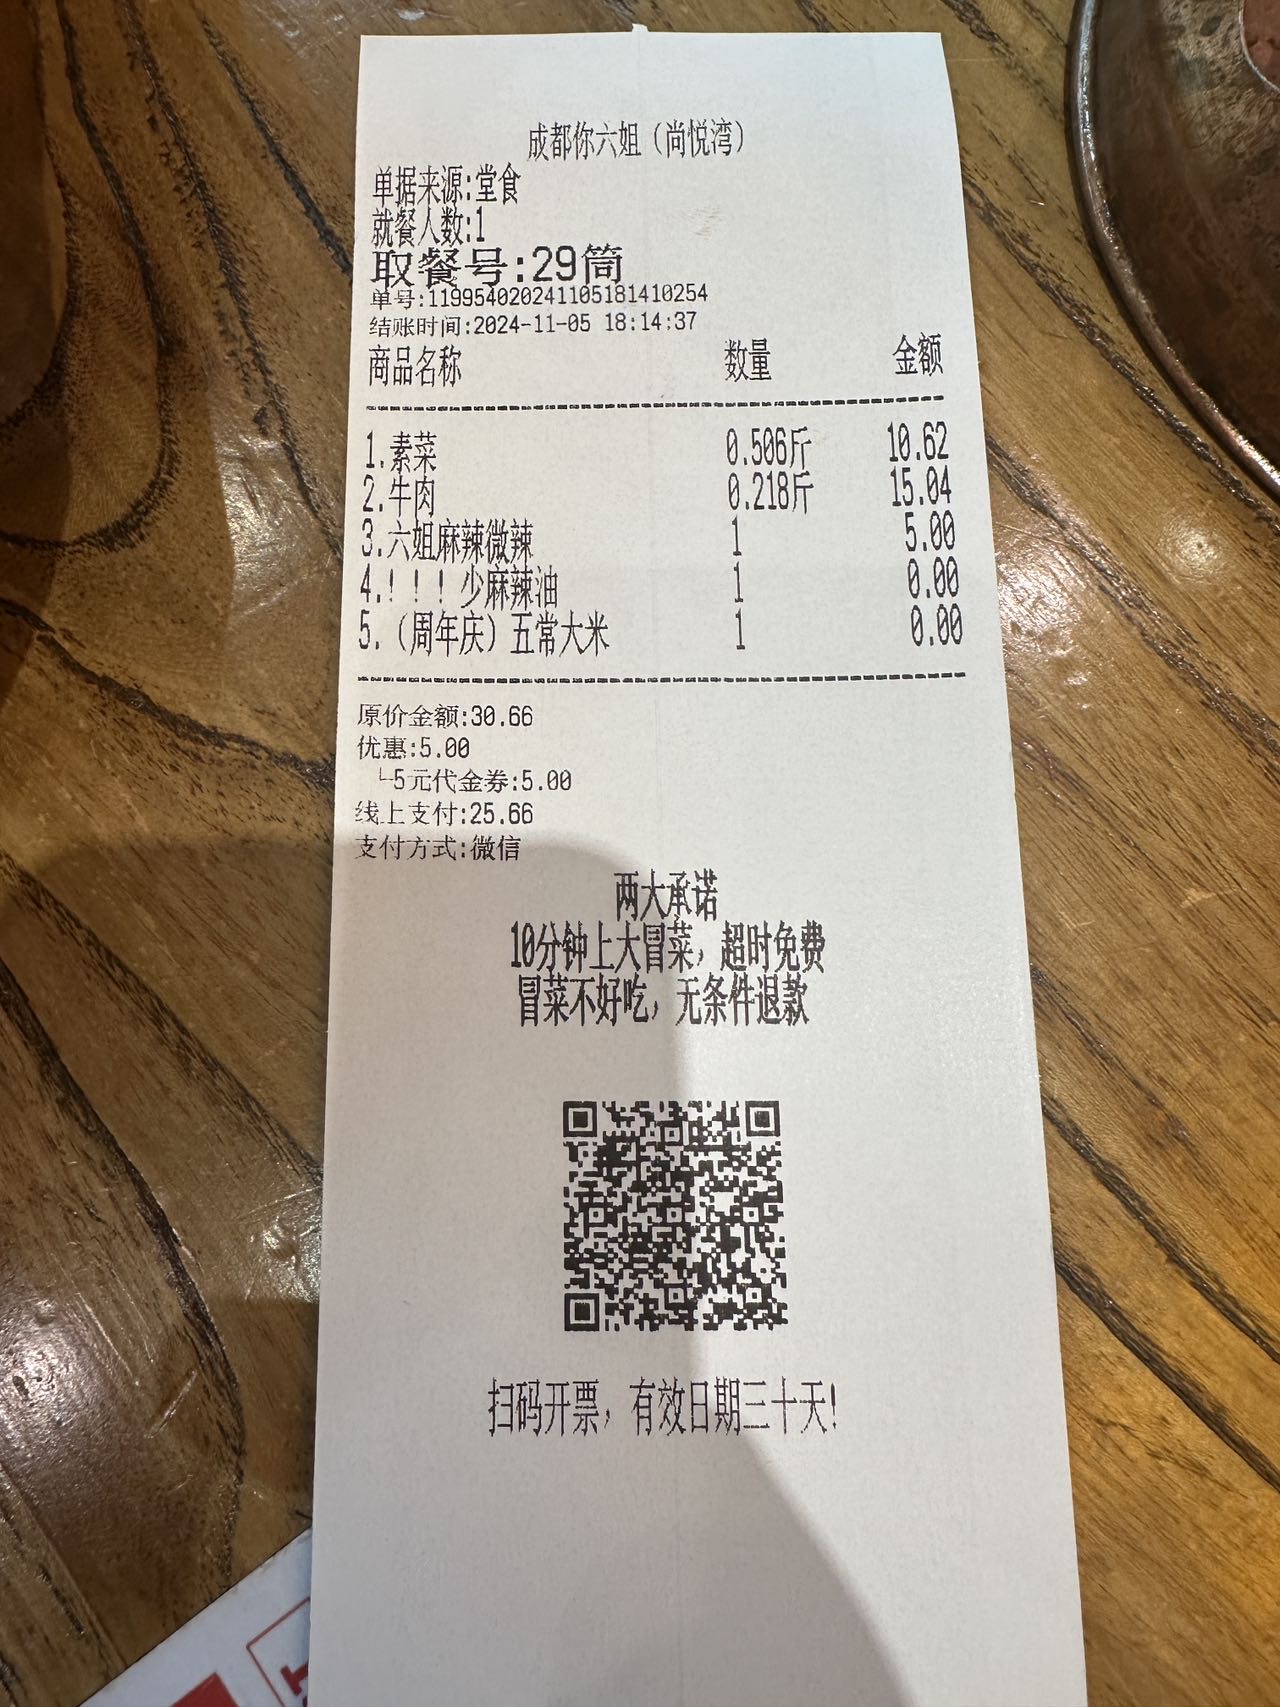 成都你六姐（尚悦湾）
单据来源:堂食
就餐人数:1
取餐号:29筒
单号:119954020241105181410254
结账时间:2024-11-05 18:14:37
商品名称 数量 金额
1.素菜 0.506斤 10.62
2.牛肉 0.218斤 15.04
3.六姐麻辣微辣 1 5.00
4.！！！少麻辣油 1 0.00
5.（周年庆）五常大米 1 0.00
原价金额:30.66
优惠:5.00
└5元代金券:5.00
线上支付:25.66
支付方式:微信
两大承诺
10分钟上大冒菜，超时免费
冒菜不好吃，无条件退款
扫码开票，有效日期三十天!